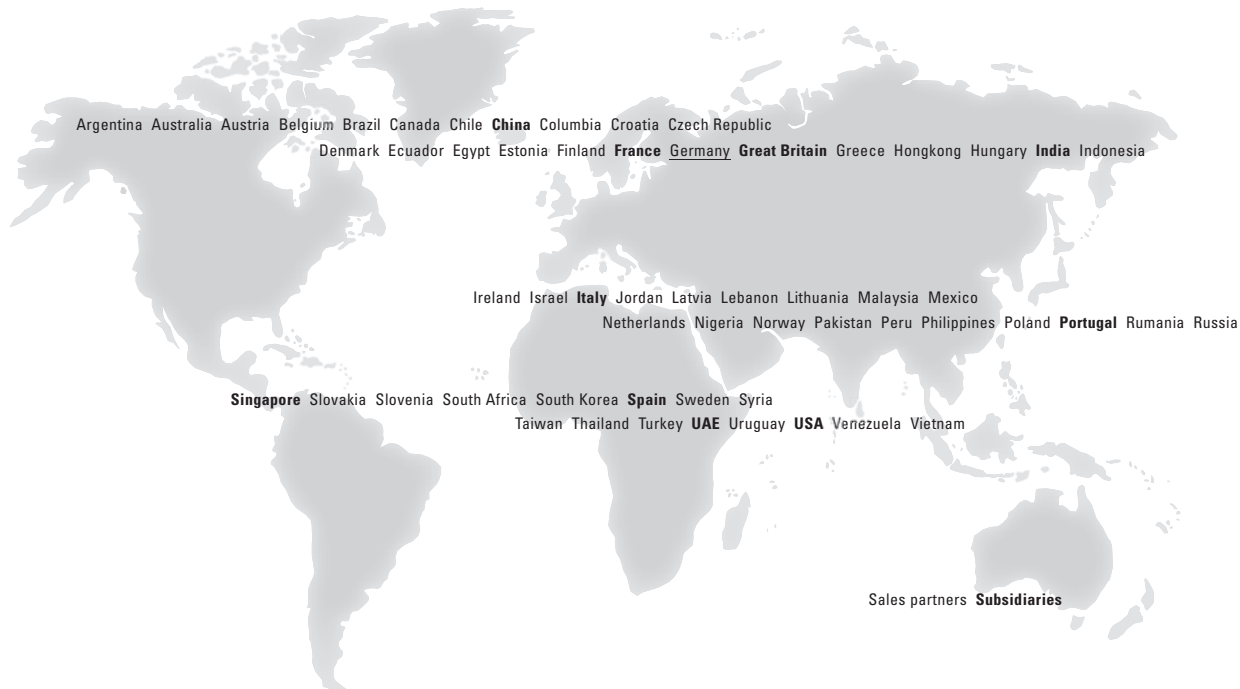 Argentina Australia Austria Belgium Brazil Canada Chile China Columbia Croatia Czech Republic
Denmark Ecuador Egypt Estonia Finland France Germany Great Britain Greece Hongkong Hungary India Indonesia
Ireland Israel Italy Jordan Latvia Lebanon Lithuania Malaysia Mexico
Netherlands Nigeria Norway Pakistan Peru Philippines Poland Portugal Rumania Russia
Singapore Slovakia Slovenia South Africa South Korea Spain Sweden Syria
Taiwan Thailand Turkey UAE Uruguay USA Venezuela Vietnam
Sales partners Subsidiaries